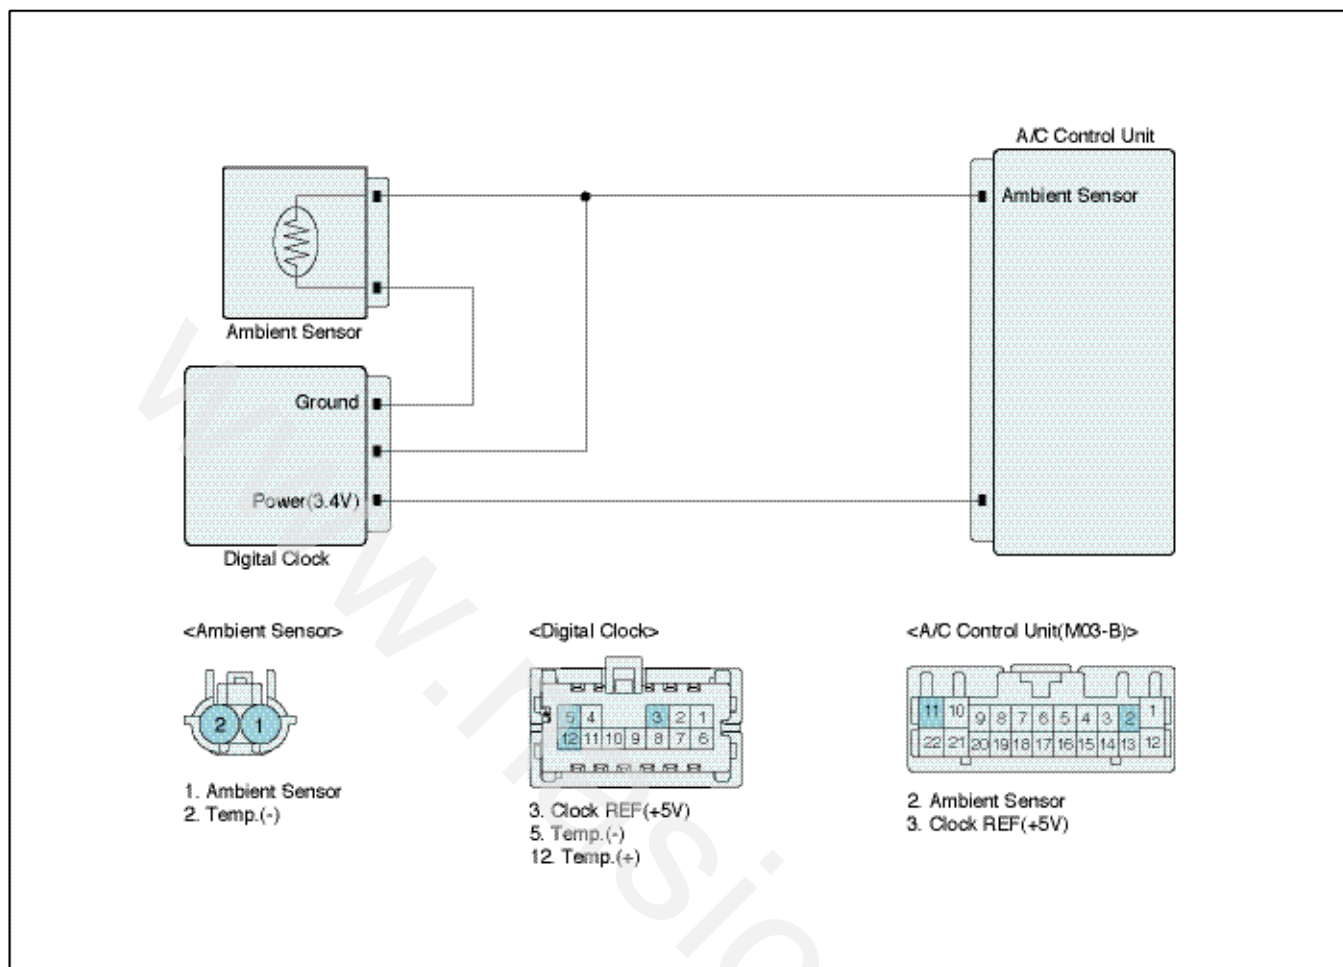 A/C Control Unit
Ambient Sensor
Ambient Sensor
Ground
Power(3.4V)
Digital Clock
<Ambient Sensor>
<Digital Clock>
<A/C Control Unit(M03-B)>
2 1
5 4 3 2 1
12 11 10 9 8 7 6
11 10 9 8 7 6 5 4 3 2 1
22 21 20 19 18 17 16 15 14 13 12
1. Ambient Sensor
2. Temp.(-)
3. Clock REF(+5V)
5. Temp.(-)
12. Temp.(+)
2. Ambient Sensor
3. Clock REF(+5V)